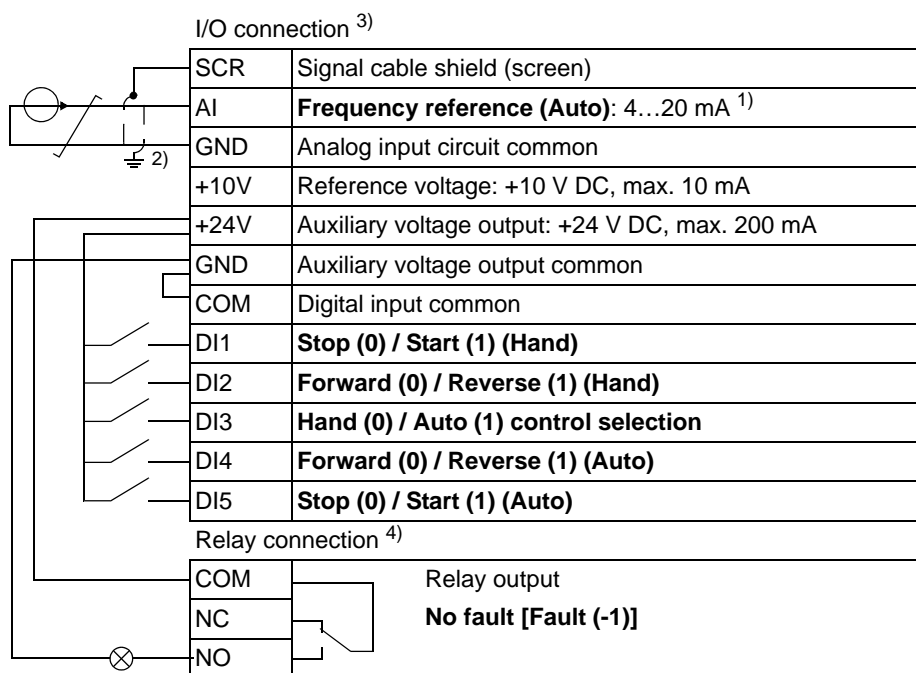 I/O connection 3)
SCR Signal cable shield (screen)
AI Frequency reference (Auto): 4…20 mA 1)
GND Analog input circuit common
2)
+10V Reference voltage: +10 V DC, max. 10 mA
+24V Auxiliary voltage output: +24 V DC, max. 200 mA
GND Auxiliary voltage output common
COM Digital input common
DI1 Stop (0) / Start (1) (Hand)
DI2 Forward (0) / Reverse (1) (Hand)
DI3 Hand (0) / Auto (1) control selection
DI4 Forward (0) / Reverse (1) (Auto)
DI5 Stop (0) / Start (1) (Auto)
Relay connection 4)
COM Relay output
NC No fault [Fault (-1)]
NO